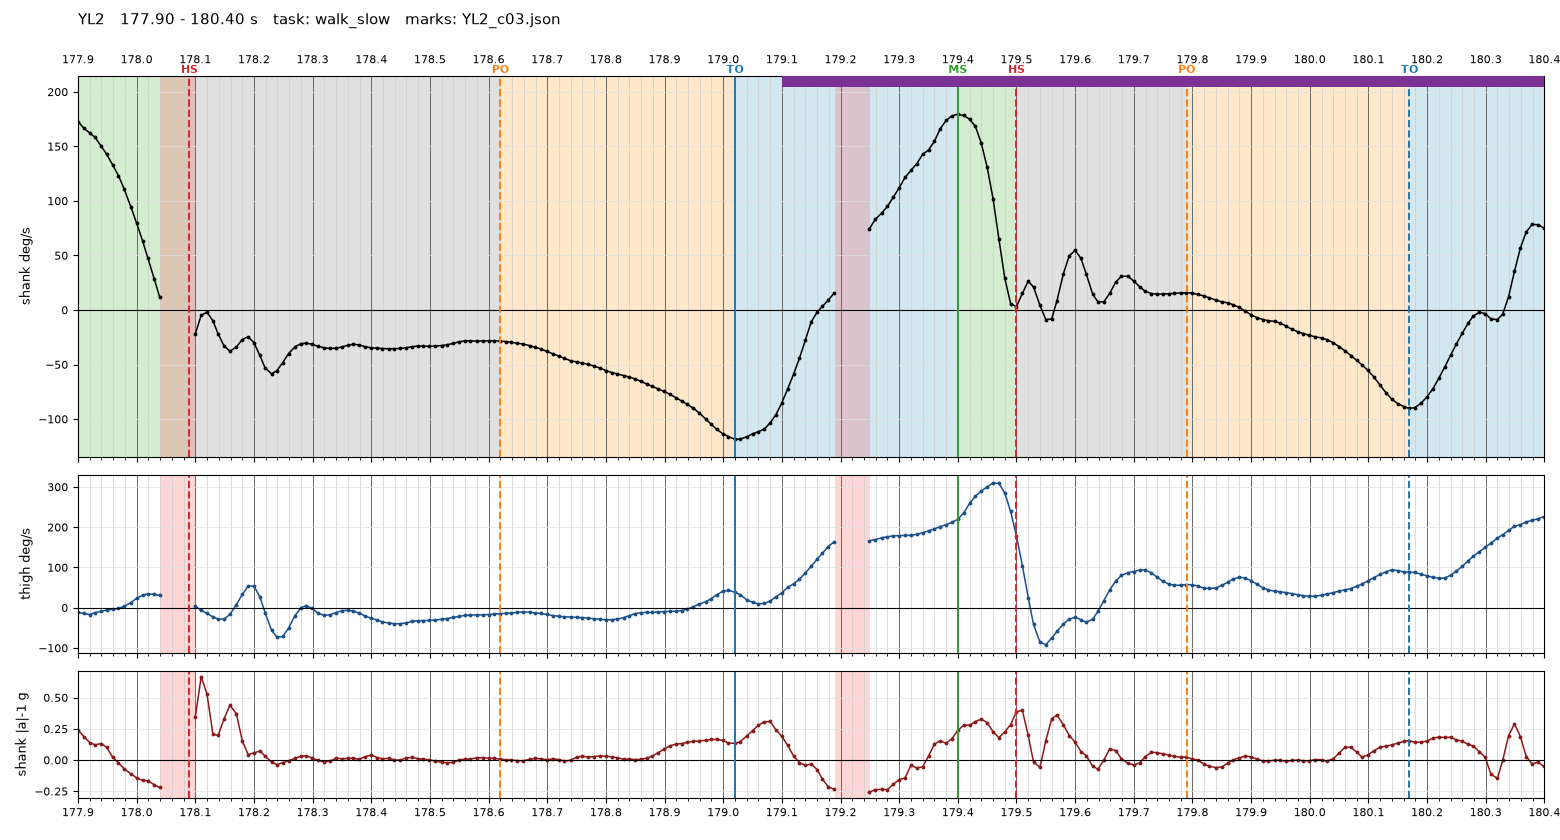 YL2   177.90 - 180.40 s   task: walk_slow   marks: YL2_c03.json
177.9 178.0 178.1 178.2 178.3 178.4 178.5 178.6 178.7 178.8 178.9 179.0 179.1 179.2 179.3 179.4 179.5 179.6 179.7 179.8 179.9 180.0 180.1 180.2 180.3 180.4
HS PO TO MS HS PO TO
shank deg/s
200
150
100
50
0
−50
−100
thigh deg/s
300
200
100
0
−100
shank |a|-1 g
0.50
0.25
0.00
−0.25
177.9 178.0 178.1 178.2 178.3 178.4 178.5 178.6 178.7 178.8 178.9 179.0 179.1 179.2 179.3 179.4 179.5 179.6 179.7 179.8 179.9 180.0 180.1 180.2 180.3 180.4